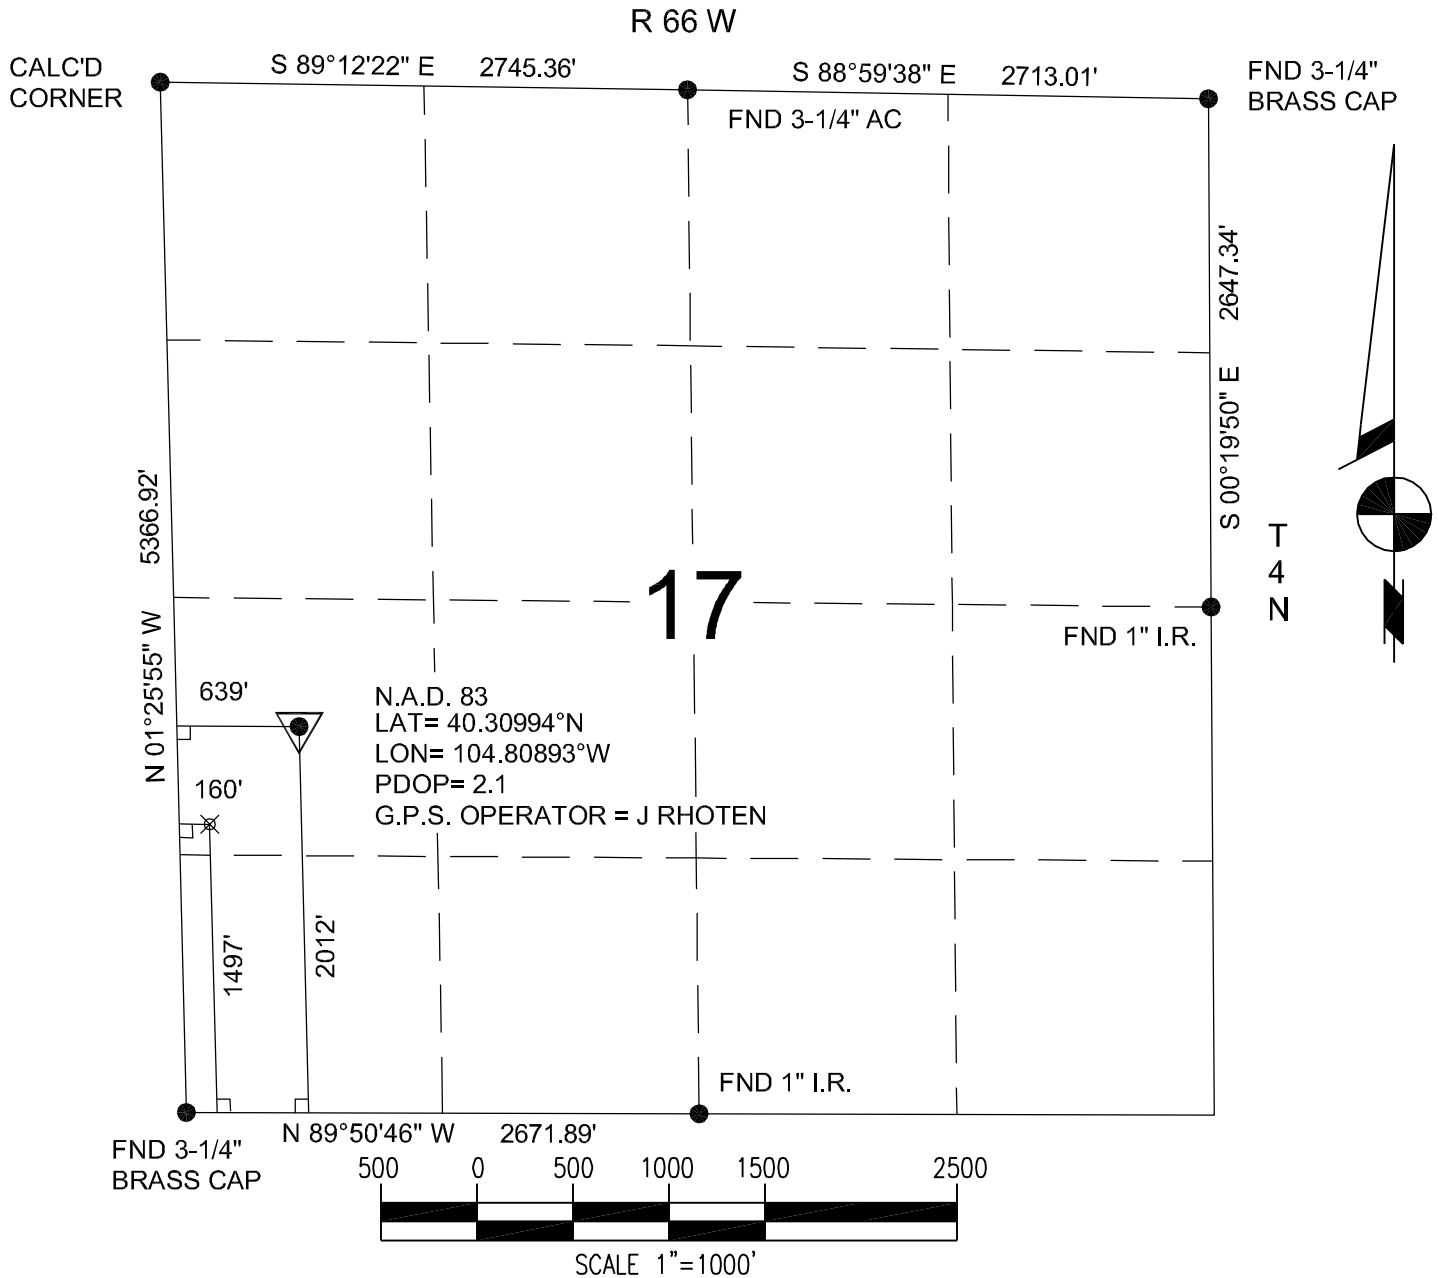 R 66 W
CALC'D
CORNER
S 89°12'22" E 2745.36'
S 88°59'38" E 2713.01'
FND 3-1/4"
BRASS CAP
FND 3-1/4" AC
2647.34'
S 00°19'50" E
5366.92'
N 01°25'55" W
17
T
4
N
FND 1" I.R.
639'
N.A.D. 83
LAT= 40.30994°N
LON= 104.80893°W
PDOP= 2.1
G.P.S. OPERATOR = J RHOTEN
160'
1497'
2012'
FND 1" I.R.
N 89°50'46" W 2671.89'
FND 3-1/4"
BRASS CAP
500 0 500 1000 1500 2500
SCALE 1"=1000'
N